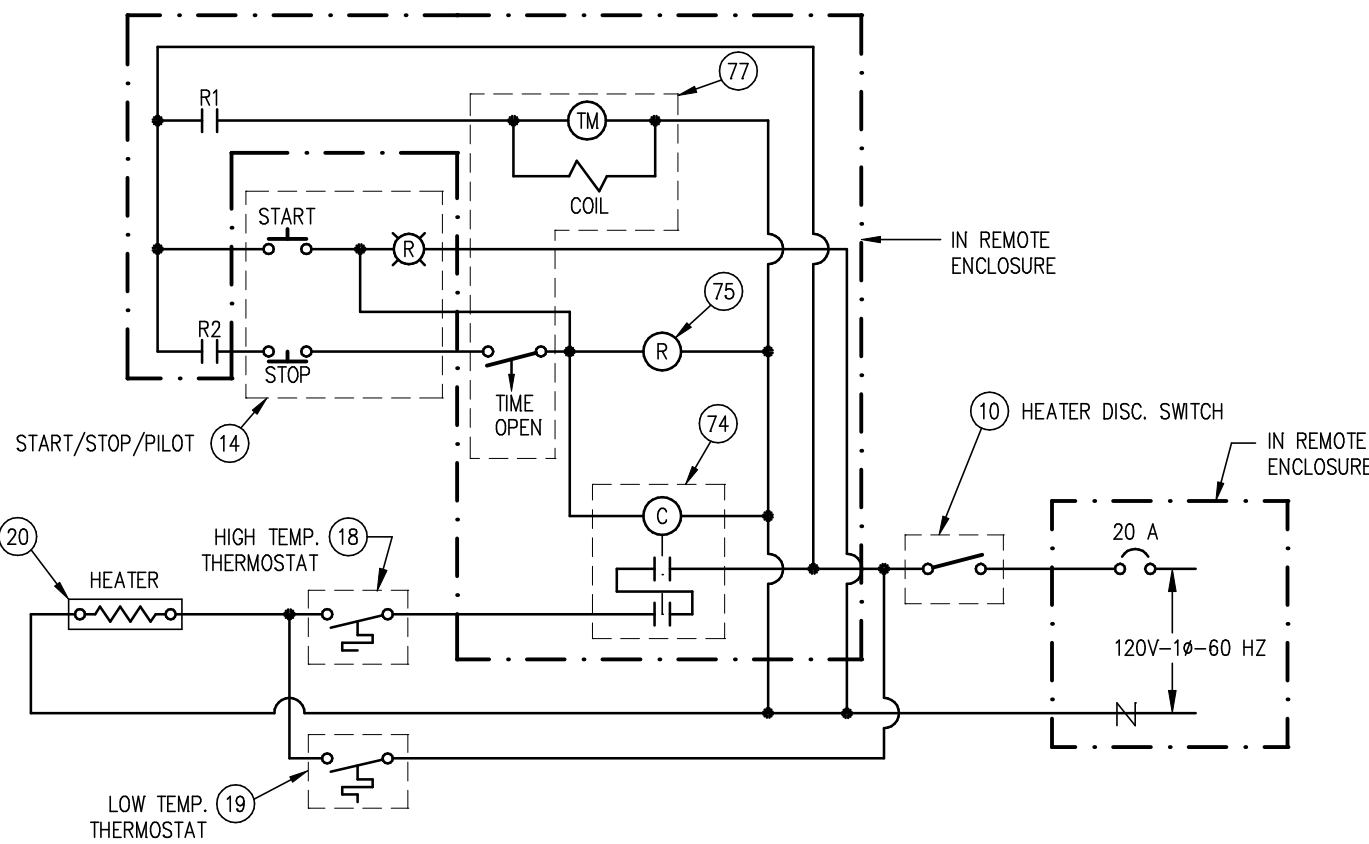 77
R1
TM
COIL
START
R
IN REMOTE
ENCLOSURE
75
R2
R
STOP
TIME
OPEN
START/STOP/PILOT 14
74
10 HEATER DISC. SWITCH
IN REMOTE
ENCLOSURE
C
20 A
20
HIGH TEMP. 18
THERMOSTAT
HEATER
120V-1ø-60 HZ
N
LOW TEMP. 19
THERMOSTAT